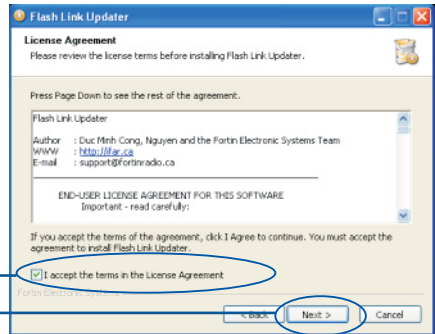 Flash Link Updater
License Agreement
Please review the license terms before installing Flash Link Updater.
Press Page Down to see the rest of the agreement.
Flash Link Updater
Author : Duc Minh Cong, Nguyen and the Fortin Electronic Systems Team
WWW : http://ifar.ca
E-mail : support@fortinradio.ca
END-USER LICENSE AGREEMENT FOR THIS SOFTWARE
Important - read carefully:
If you accept the terms of the agreement, click I Agree to continue. You must accept the
agreement to install Flash Link Updater.
I accept the terms in the License Agreement
Fortin Electronic Systems
< Back Next > Cancel